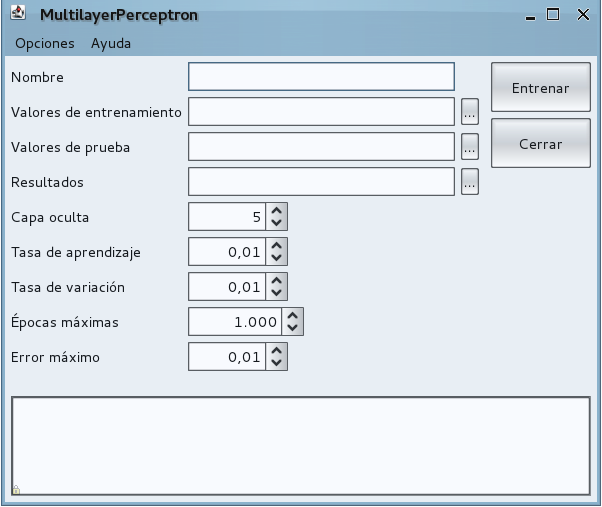 MultilayerPerceptron
Opciones Ayuda
Nombre
Entrenar
Valores de entrenamiento ...
Valores de prueba ...
Cerrar
Resultados ...
Capa oculta 5
Tasa de aprendizaje 0,01
Tasa de variación 0,01
Épocas máximas 1.000
Error máximo 0,01